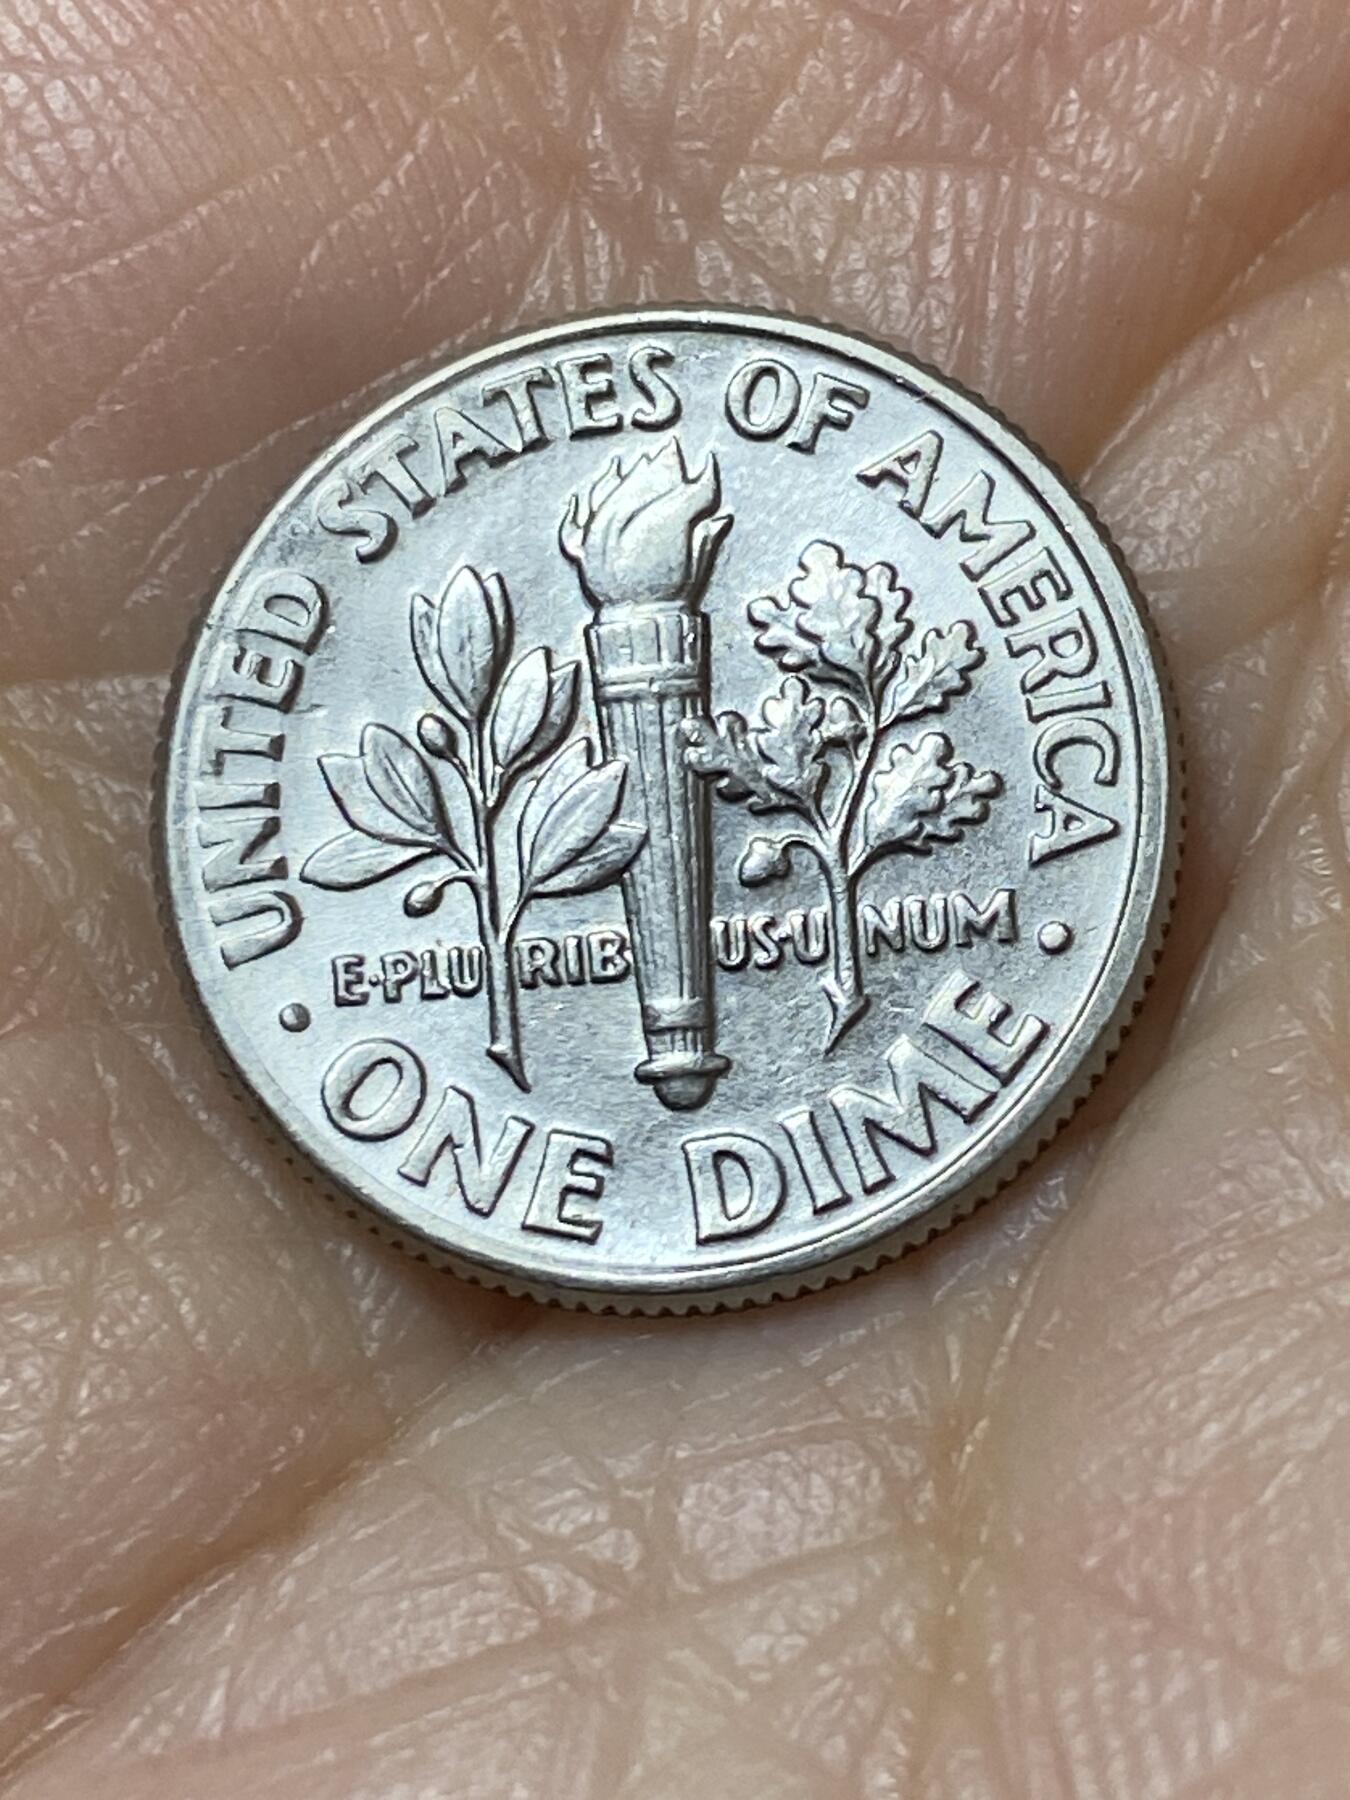 UNITED STATES OF AMERICA
E·PLURIBUS·UNUM
• ONE DIME •